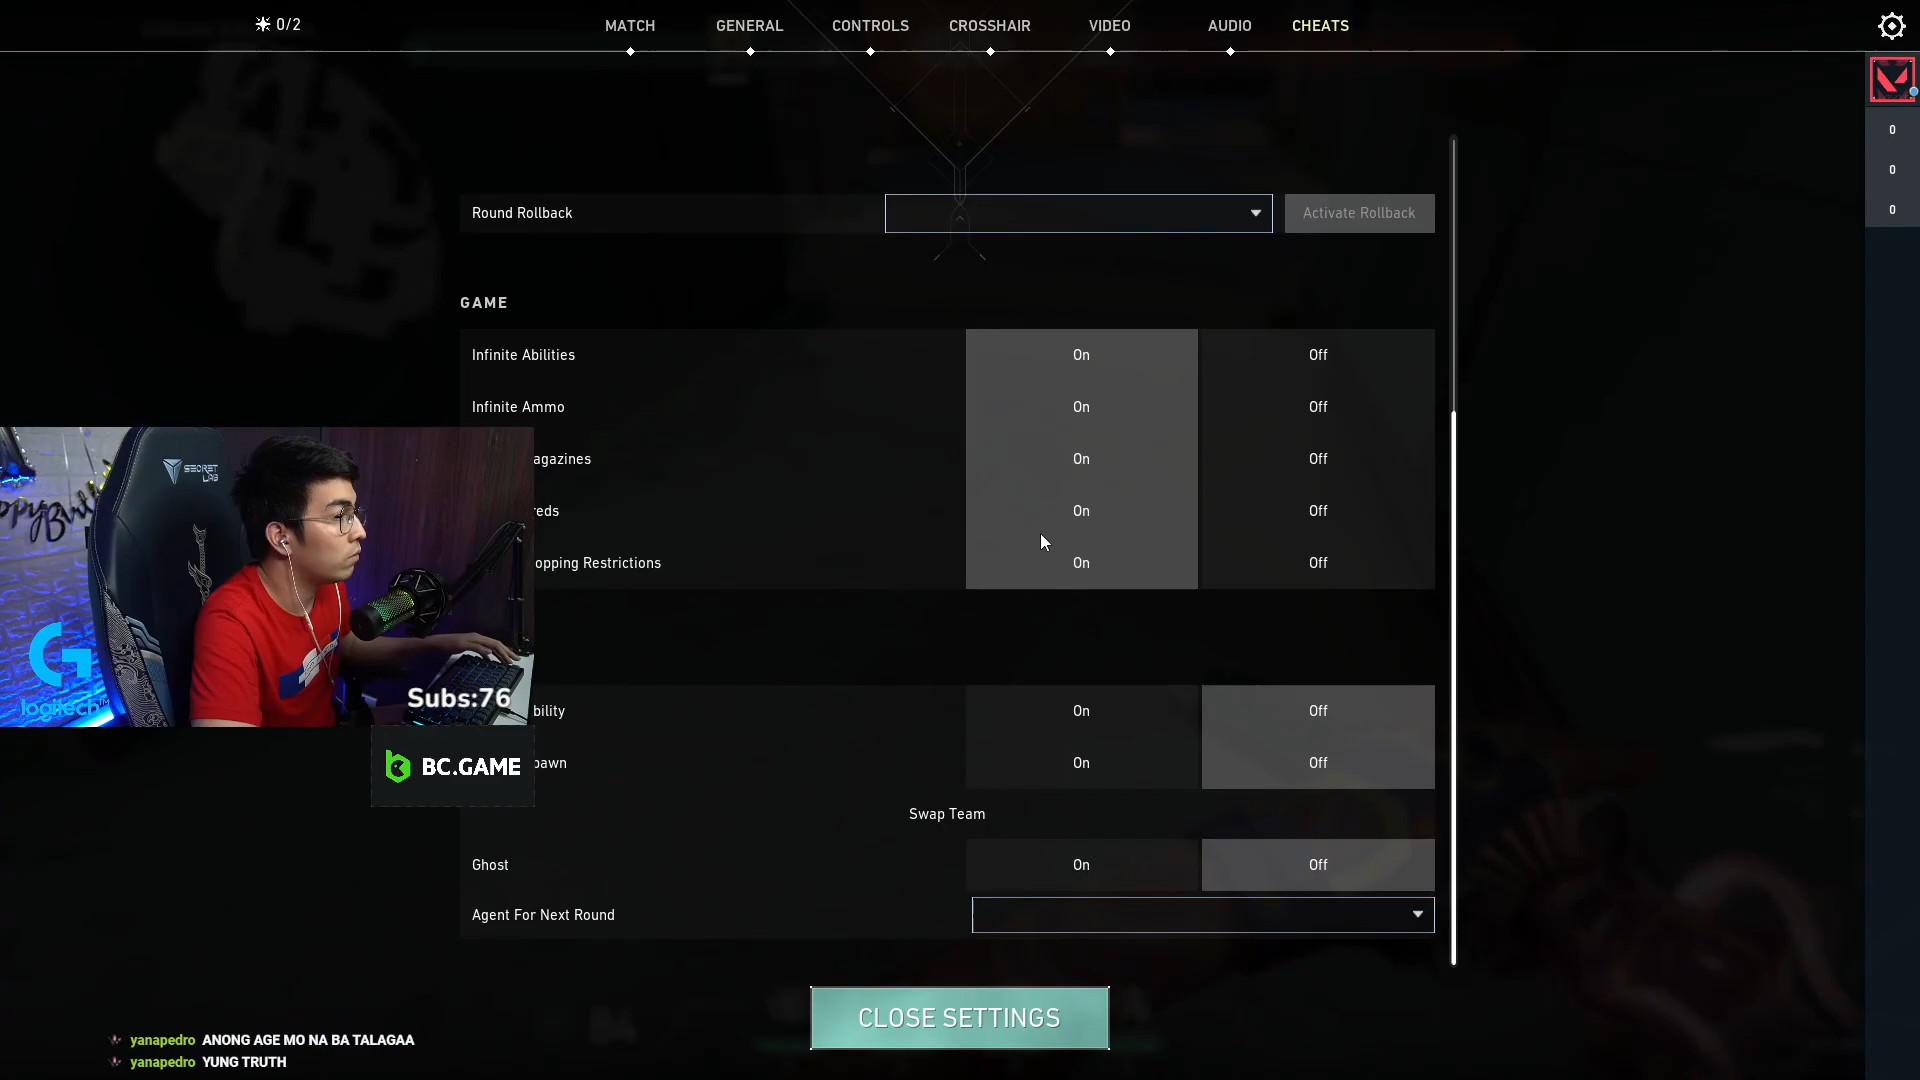 0/2
MATCH
GENERAL
CONTROLS
CROSSHAIR
VIDEO
AUDIO
CHEATS
0
0
0
Round Rollback
Activate Rollback
GAME
Infinite Abilities On Off
Infinite Ammo On Off
agazines On Off
reds On Off
opping Restrictions On Off
bility On Off
pawn On Off
Swap Team
Ghost On Off
Agent For Next Round
CLOSE SETTINGS
SECRET
LAB
logitech
Subs:76
BC.GAME
yanapedro ANONG AGE MO NA BA TALAGAA
yanapedro YUNG TRUTH